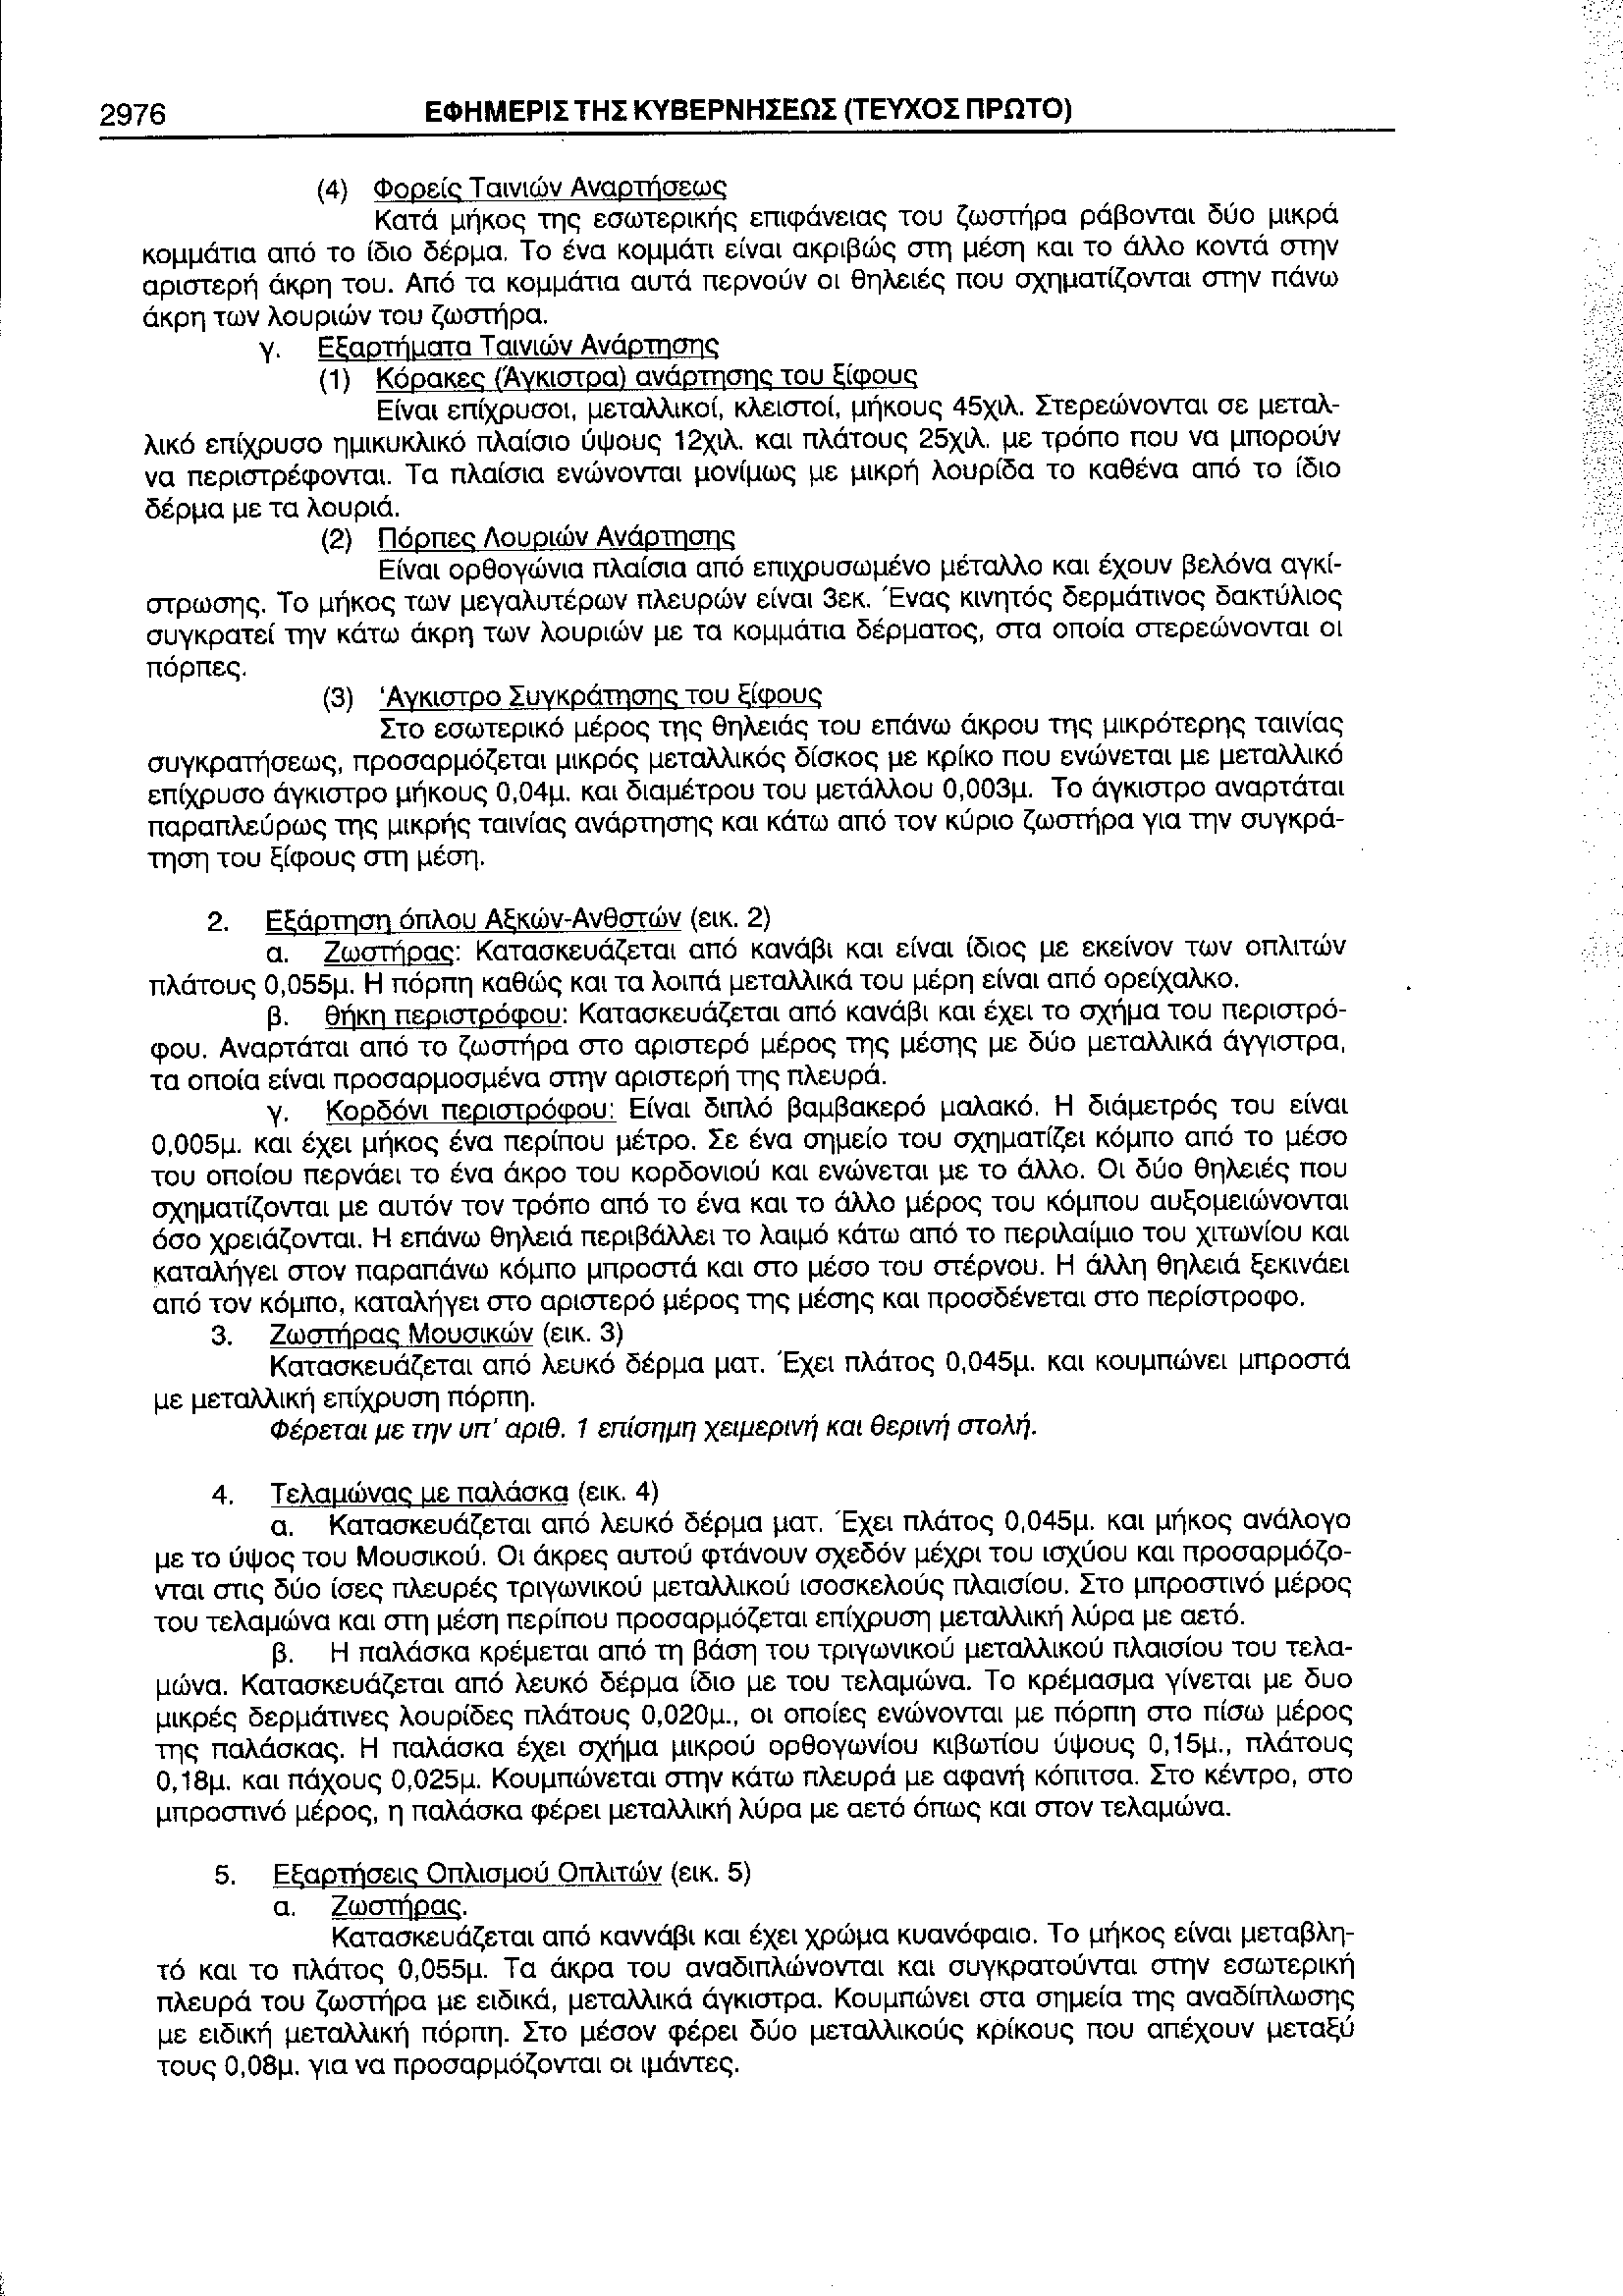 2976
ΕΦΗΜΕΡΙΣ ΤΗΣ ΚΥΒΕΡΝΗΣΕΩΣ (ΤΕΥΧΟΣ ΠΡΩΤΟ)
(4) Φορείς Ταινιών Αναρτήσεως
Κατά μήκος της εσωτερικής επιφάνειας του ζωστήρα ράβονται δύο μικρά
κομμάτια από το ίδιο δέρμα. Το ένα κομμάτι είναι ακριβώς στη μέση και το άλλο κοντά στην
αριστερή άκρη του. Από τα κομμάτια αυτά περνούν οι θηλειές που σχηματίζονται στην πάνω
άκρη των λουριών του ζωστήρα.
γ. Εξαρτήματα Ταινιών Ανάρτησης
(1) Κόρακες (Άγκιστρα) ανάρτησης του ξίφους
Είναι επίχρυσοι, μεταλλικοί, κλειστοί, μήκους 45χιλ. Στερεώνονται σε μεταλ-
λικό επίχρυσο ημικυκλικό πλαίσιο ύψους 12χιλ. και πλάτους 25χιλ. με τρόπο που να μπορούν
να περιστρέφονται. Τα πλαίσια ενώνονται μονίμως με μικρή λουρίδα το καθένα από το ίδιο
δέρμα με τα λουριά.
(2) Πόρπες Λουριών Ανάρτησης
Είναι ορθογώνια πλαίσια από επιχρυσωμένο μέταλλο και έχουν βελόνα αγκί-
στρωσης. Το μήκος των μεγαλυτέρων πλευρών είναι 3εκ. Ένας κινητός δερμάτινος δακτύλιος
συγκρατεί την κάτω άκρη των λουριών με τα κομμάτια δέρματος, στα οποία στερεώνονται οι
πόρπες.
(3) 'Αγκιστρο Συγκράτησης του ξίφους
Στο εσωτερικό μέρος της θηλειάς του επάνω άκρου της μικρότερης ταινίας
συγκρατήσεως, προσαρμόζεται μικρός μεταλλικός δίσκος με κρίκο που ενώνεται με μεταλλικό
επίχρυσο άγκιστρο μήκους 0,04μ. και διαμέτρου του μετάλλου 0,003μ. Το άγκιστρο αναρτάται
παραπλεύρως της μικρής ταινίας ανάρτησης και κάτω από τον κύριο ζωστήρα για την συγκρά-
τηση του ξίφους στη μέση.
2. Εξάρτηση όπλου Αξκών-Ανθστών (εικ. 2)
α. Ζωστήρας: Κατασκευάζεται από κανάβι και είναι ίδιος με εκείνον των οπλιτών
πλάτους 0,055μ. Η πόρπη καθώς και τα λοιπά μεταλλικά του μέρη είναι από ορείχαλκο.
β. θήκη περιστρόφου: Κατασκευάζεται από κανάβι και έχει το σχήμα του περιστρό-
φου. Αναρτάται από το ζωστήρα στο αριστερό μέρος της μέσης με δύο μεταλλικά άγγιστρα,
τα οποία είναι προσαρμοσμένα στην αριστερή της πλευρά.
γ. Κορδόνι περιστρόφου: Είναι διπλό βαμβακερό μαλακό. Η διάμετρός του είναι
0,005μ. και έχει μήκος ένα περίπου μέτρο. Σε ένα σημείο του σχηματίζει κόμπο από το μέσο
του οποίου περνάει το ένα άκρο του κορδονιού και ενώνεται με το άλλο. Οι δύο θηλειές που
σχηματίζονται με αυτόν τον τρόπο από το ένα και το άλλο μέρος του κόμπου αυξομειώνονται
όσο χρειάζονται. Η επάνω θηλειά περιβάλλει το λαιμό κάτω από το περιλαίμιο του χιτωνίου και
καταλήγει στον παραπάνω κόμπο μπροστά και στο μέσο του στέρνου. Η άλλη θηλειά ξεκινάει
από τον κόμπο, καταλήγει στο αριστερό μέρος της μέσης και προσδένεται στο περίστροφο.
3. Ζωστήρας Μουσικών (εικ. 3)
Κατασκευάζεται από λευκό δέρμα ματ. Έχει πλάτος 0,045μ. και κουμπώνει μπροστά
με μεταλλική επίχρυση πόρπη.
Φέρεται με την υπ' αριθ. 1 επίσημη χειμερινή και θερινή στολή.
4. Τελαμώνας με παλάσκα (εικ. 4)
α. Κατασκευάζεται από λευκό δέρμα ματ. Έχει πλάτος 0,045μ. και μήκος ανάλογο
με το ύψος του Μουσικού. Οι άκρες αυτού φτάνουν σχεδόν μέχρι του ισχύου και προσαρμόζο-
νται στις δύο ίσες πλευρές τριγωνικού μεταλλικού ισοσκελούς πλαισίου. Στο μπροστινό μέρος
του τελαμώνα και στη μέση περίπου προσαρμόζεται επίχρυση μεταλλική λύρα με αετό.
β. Η παλάσκα κρέμεται από τη βάση του τριγωνικού μεταλλικού πλαισίου του τελα-
μώνα. Κατασκευάζεται από λευκό δέρμα ίδιο με του τελαμώνα. Το κρέμασμα γίνεται με δυο
μικρές δερμάτινες λουρίδες πλάτους 0,020μ., οι οποίες ενώνονται με πόρπη στο πίσω μέρος
της παλάσκας. Η παλάσκα έχει σχήμα μικρού ορθογωνίου κιβωτίου ύψους 0,15μ., πλάτους
0,18μ. και πάχους 0,025μ. Κουμπώνεται στην κάτω πλευρά με αφανή κόπιτσα. Στο κέντρο, στο
μπροστινό μέρος, η παλάσκα φέρει μεταλλική λύρα με αετό όπως και στον τελαμώνα.
5. Εξαρτήσεις Οπλισμού Οπλιτών (εικ. 5)
α. Ζωστήρας.
Κατασκευάζεται από καννάβι και έχει χρώμα κυανόφαιο. Το μήκος είναι μεταβλη-
τό και το πλάτος 0,055μ. Τα άκρα του αναδιπλώνονται και συγκρατούνται στην εσωτερική
πλευρά του ζωστήρα με ειδικά, μεταλλικά άγκιστρα. Κουμπώνει στα σημεία της αναδίπλωσης
με ειδική μεταλλική πόρπη. Στο μέσον φέρει δύο μεταλλικούς κρίκους που απέχουν μεταξύ
τους 0,08μ. για να προσαρμόζονται οι ιμάντες.